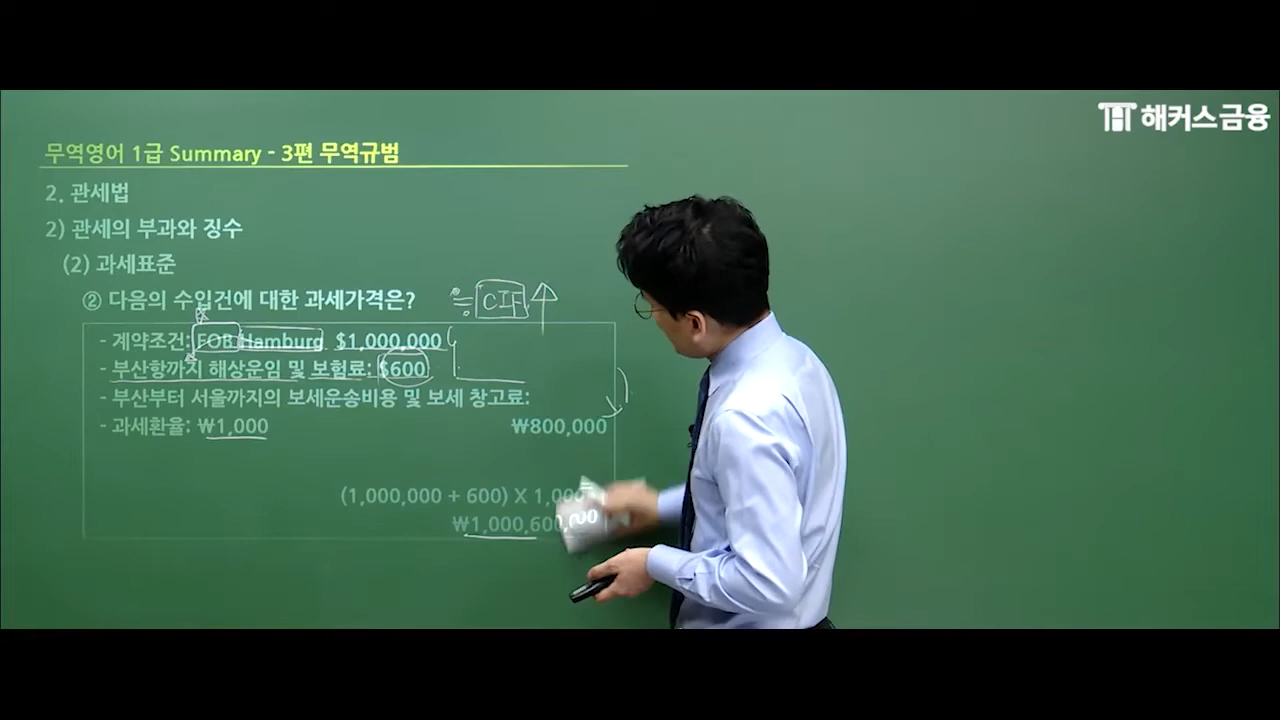 해커스금융
무역영어 1급 Summary - 3편 무역규범
2. 관세법
2) 관세의 부과와 징수
(2) 과세표준
② 다음의 수입건에 대한 과세가격은? ≒ CIF
- 계약조건: FOB Hamburg $1,000,000
- 부산항까지 해상운임 및 보험료: $600
- 부산부터 서울까지의 보세운송비용 및 보세 창고료:
- 과세환율: ₩1,000 ₩800,000
(1,000,000 + 600) X 1,000
₩1,000,600,000